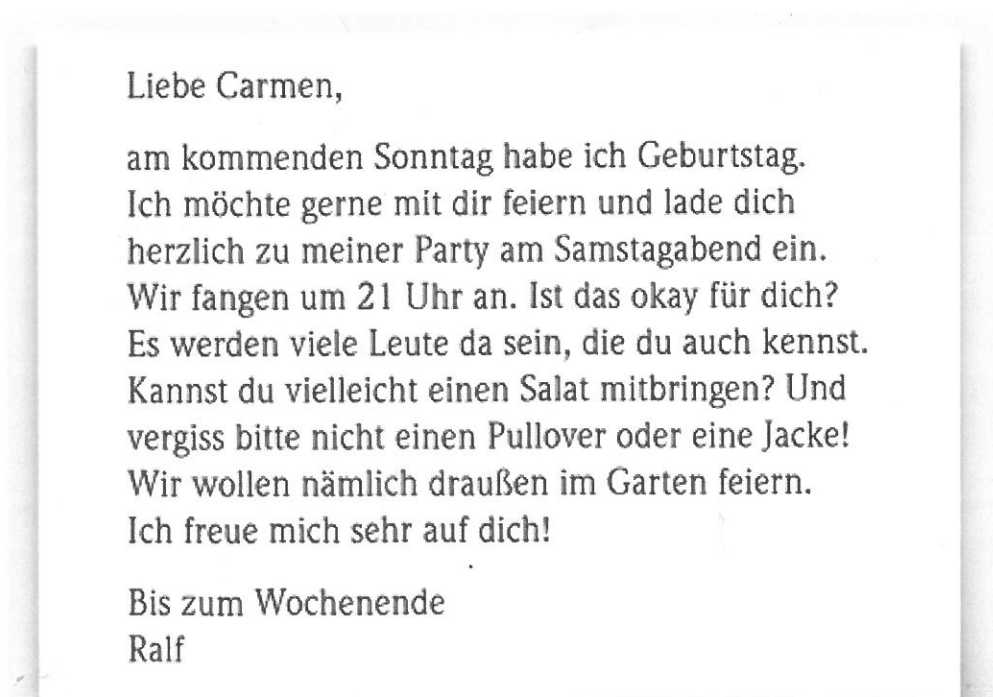 Liebe Carmen,
am kommenden Sonntag habe ich Geburtstag.
Ich möchte gerne mit dir feiern und lade dich
herzlich zu meiner Party am Samstagabend ein.
Wir fangen um 21 Uhr an. Ist das okay für dich?
Es werden viele Leute da sein, die du auch kennst.
Kannst du vielleicht einen Salat mitbringen? Und
vergiss bitte nicht einen Pullover oder eine Jacke!
Wir wollen nämlich draußen im Garten feiern.
Ich freue mich sehr auf dich!
Bis zum Wochenende
Ralf